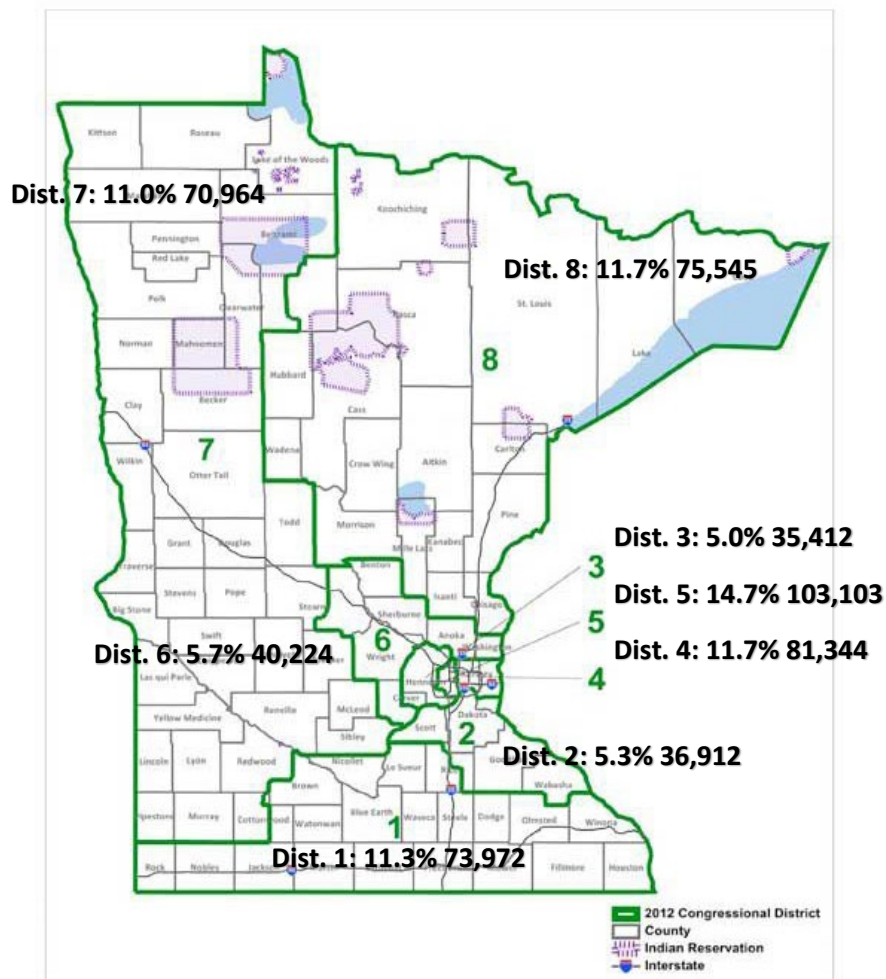 Kittson
Roseau
Lake of the Woods
Dist. 7: 11.0% 70,964
Koochiching
Pennington
Beltrami
Red Lake
Dist. 8: 11.7% 75,545
Polk
Clearwater
St. Louis
Itasca
Norman
Mahnomen
Lake
8
Hubbard
Becker
Clay
Cass
7
Wadena
Aitkin
Carlton
Wilkin
Otter Tail
Crow Wing
Pine
Todd
Morrison
Dist. 3: 5.0% 35,412
Grant
Douglas
Mille Lacs
Kanabec
3
Traverse
Benton
Stevens
Pope
Isanti
Chisago
Dist. 5: 14.7% 103,103
Big Stone
Stearns
Sherburne
5
Swift
6
Anoka
Washington
Dist. 6: 5.7% 40,224
Wright
Dist. 4: 11.7% 81,344
Las qui Parle
Hennepin
4
Carver
Renville
McLeod
Yellow Medicine
Scott
Dakota
Sibley
2
Dist. 2: 5.3% 36,912
Lincoln
Lyon
Redwood
Nicollet
Le Sueur
Rice
Wabasha
Brown
Pipestone
Murray
Cottonwood
Watonwan
Blue Earth
1
Waseca
Steele
Dodge
Olmsted
Winona
Dist. 1: 11.3% 73,972
Rock
Nobles
Jackson
Fillmore
Houston
2012 Congressional District
County
Indian Reservation
Interstate